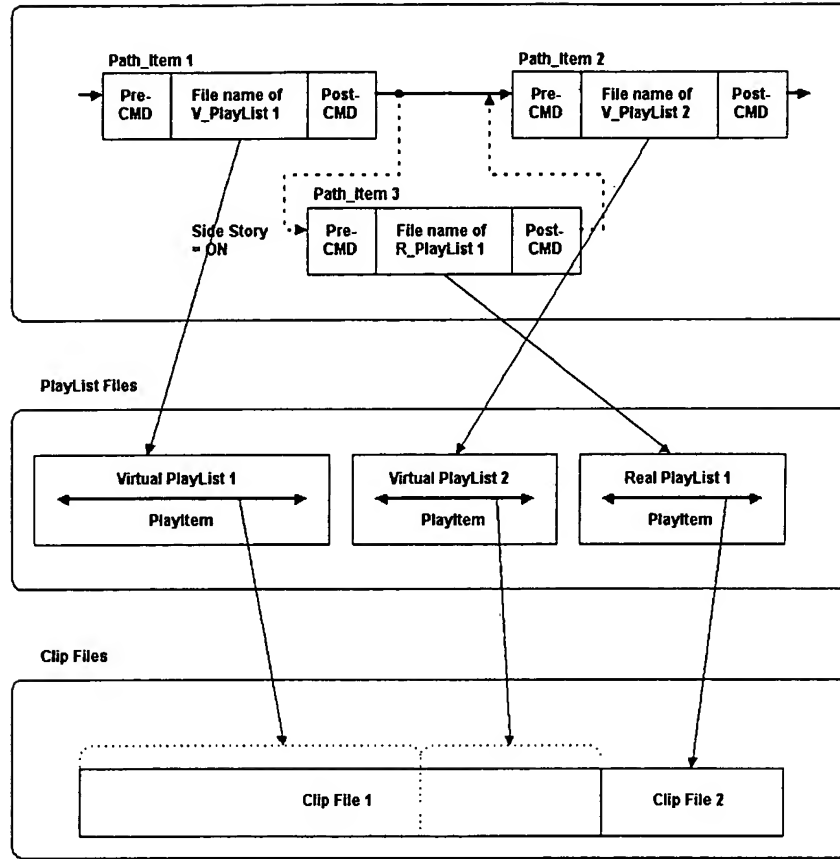 Path_Item 1
Path_Item 2
Pre-
CMD
File name of
V_PlayList 1
Post-
CMD
Pre-
CMD
File name of
V_PlayList 2
Post-
CMD
Path_Item 3
Side Story
= ON
Pre-
CMD
File name of
R_PlayList 1
Post-
CMD
PlayList Files
Virtual PlayList 1
PlayItem
Virtual PlayList 2
PlayItem
Real PlayList 1
PlayItem
Clip Files
Clip File 1
Clip File 2